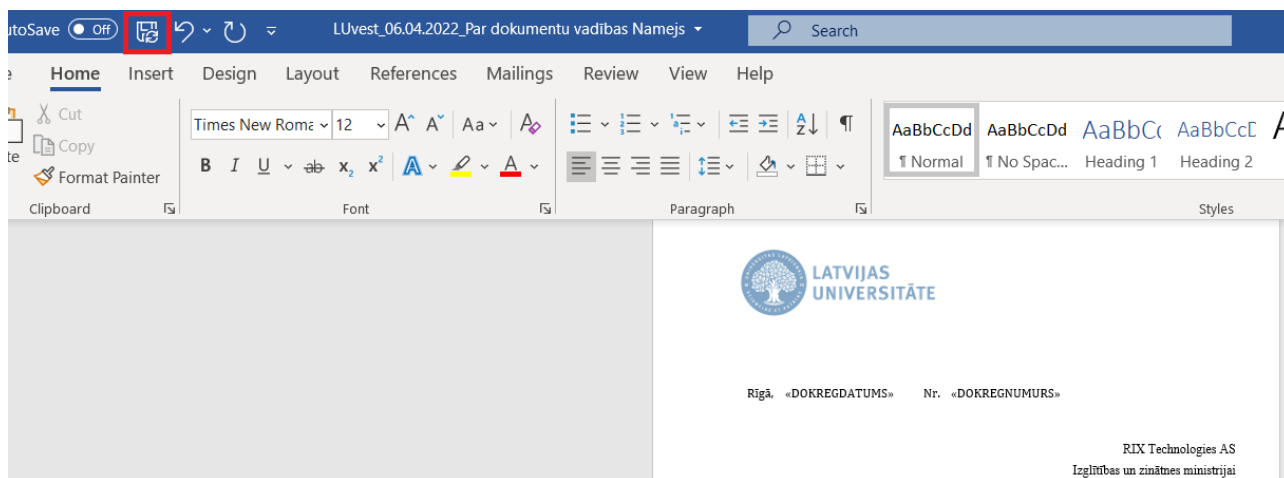 utoSave Off LUvest_06.04.2022_Par dokumentu vadības Namejs Search
Home Insert Design Layout References Mailings Review View Help
Cut
Copy
te
Format Painter
Clipboard
Times New Roma 12 A^ A˅ Aa A
B I U ab x₂ x² A A
Font
A Z ¶
Paragraph
AaBbCcDd AaBbCcDd AaBbCc AaBbCcD A
¶ Normal ¶ No Spac... Heading 1 Heading 2
Styles
LATVIJAS
UNIVERSITĀTE
Rīgā, «DOKREGDATUMS» Nr. «DOKREGNUMURS»
RIX Technologies AS
Izglītības un zinātnes ministrijai